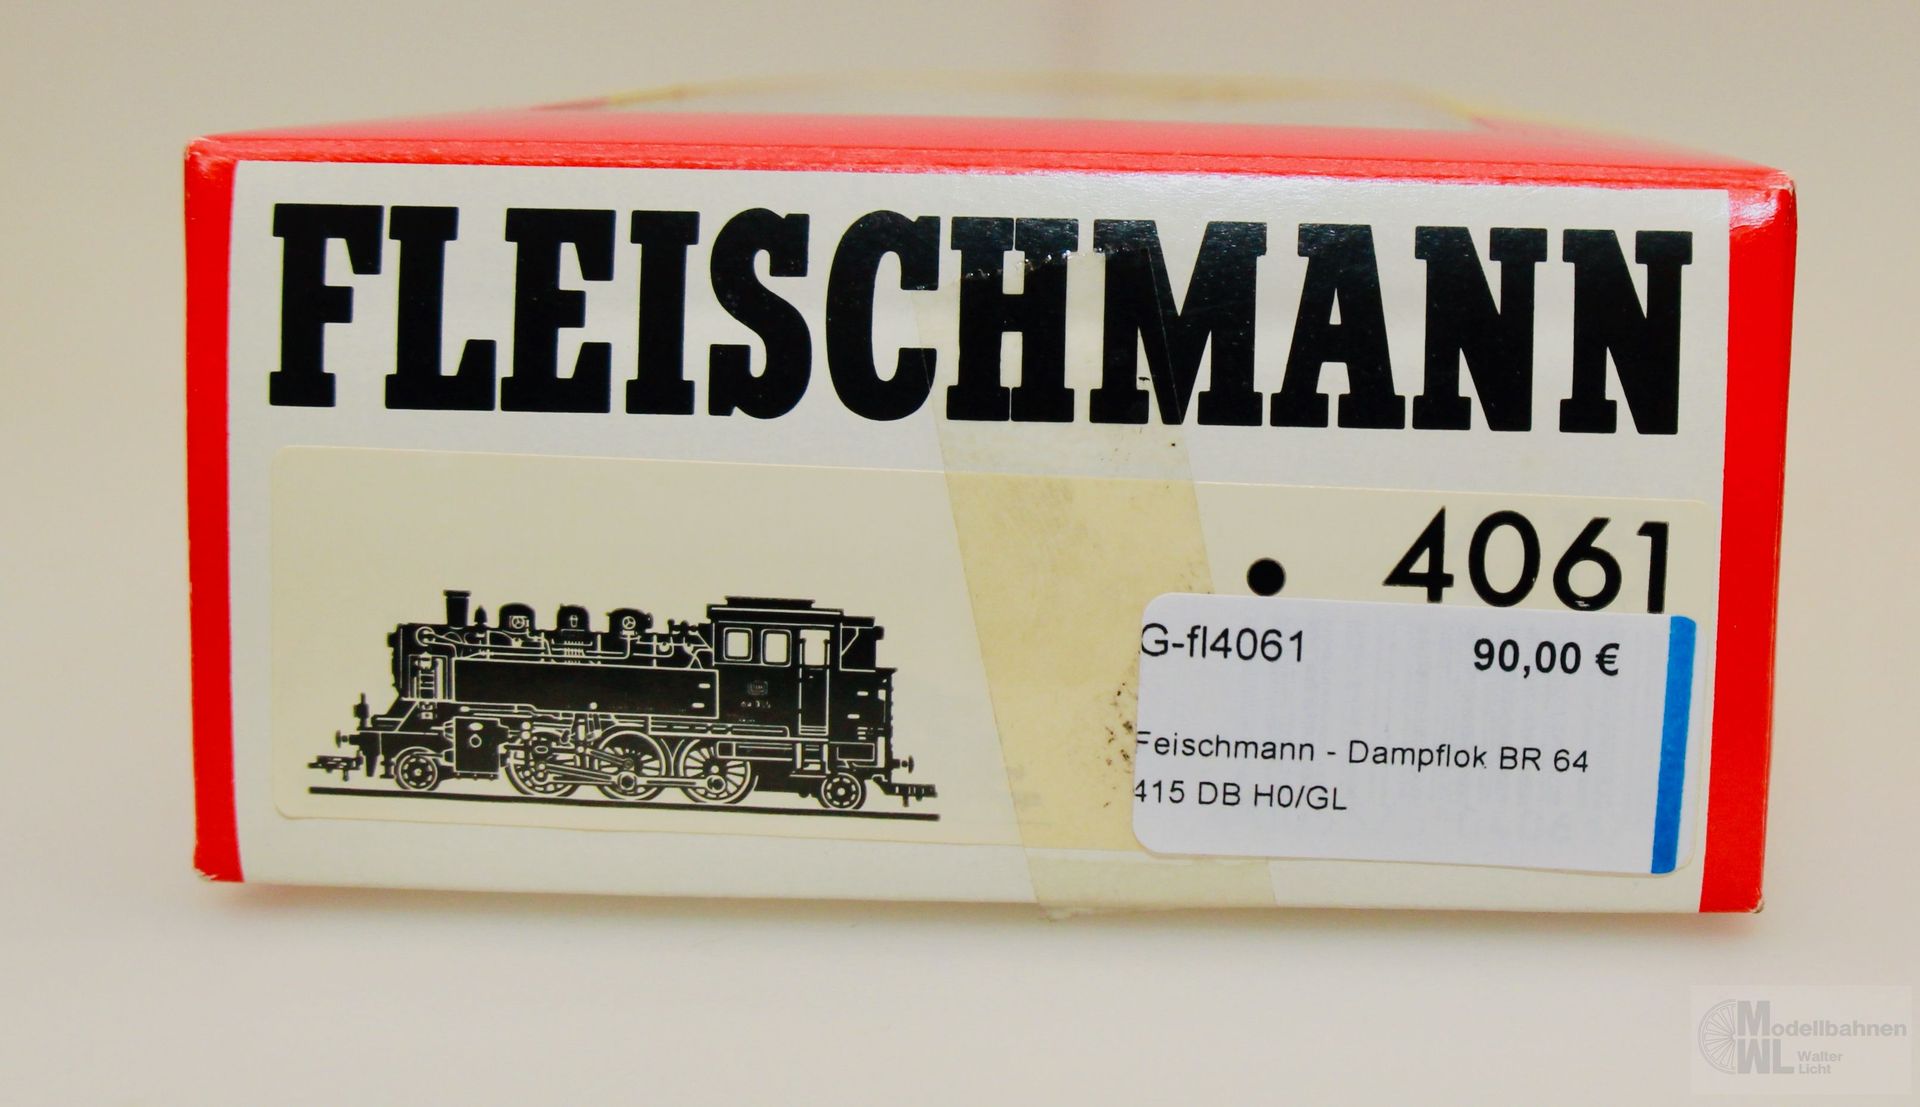 FLEISCHMANN
4061
G-fl4061 90,00 €
Feischmann - Dampflok BR 64
415 DB H0/GL
Modellbahnen
WL Walter
Licht